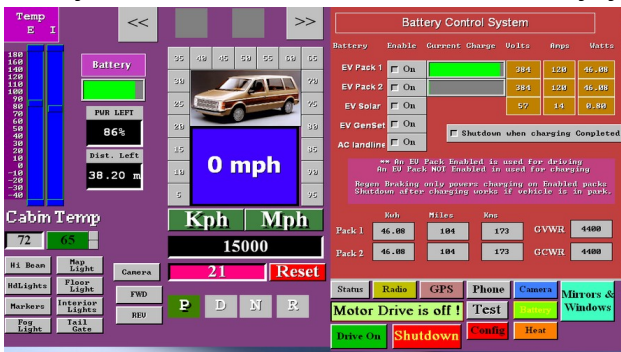 Temp
E I
<<
>>
180
160
140
120
110
100
90
80
70
60
50
40
30
20
10
0
-10
-20
-30
-40
Battery
PWR LEFT
86%
Dist. Left
38.20 m
35 40 45 50 55 60 65
30 70
25 75
20 80
15 85
10 90
5 95
0 mph
Cabin Temp
72 65
Kph Mph
15000
21 Reset
P D N R
Hi Beam Map Light
HdLights Floor Light
Markers Interior Lights
Fog Light Tail Gate
Camera
FWD
REV
Battery Control System
Battery Enable Current Charge Volts Amps Watts
EV Pack 1 On 384 120 46.08
EV Pack 2 On 384 120 46.08
EV Solar On 57 14 0.80
EV GenSet On
AC landline On
Shutdown when charging Completed
** An EV Pack Enabled is used for driving
An EV Pack NOT Enabled in used for charging
Regen Braking only powers charging on Enabled packs
Shutdown after charging works if vehicle is in park.
Kwh Miles Kms
Pack 1 46.08 104 173 GVWR 4400
Pack 2 46.08 104 173 GCWR 4400
Status Radio GPS Phone Camera Mirrors & Windows
Motor Drive is off ! Test Battery
Drive On Shutdown Config Heat